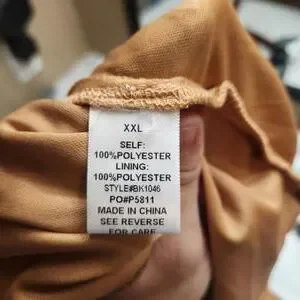 XXL
SELF:
100%POLYESTER
LINING:
100%POLYESTER
STYLE#BK1046
PO#P5811
MADE IN CHINA
SEE REVERSE
FOR CARE